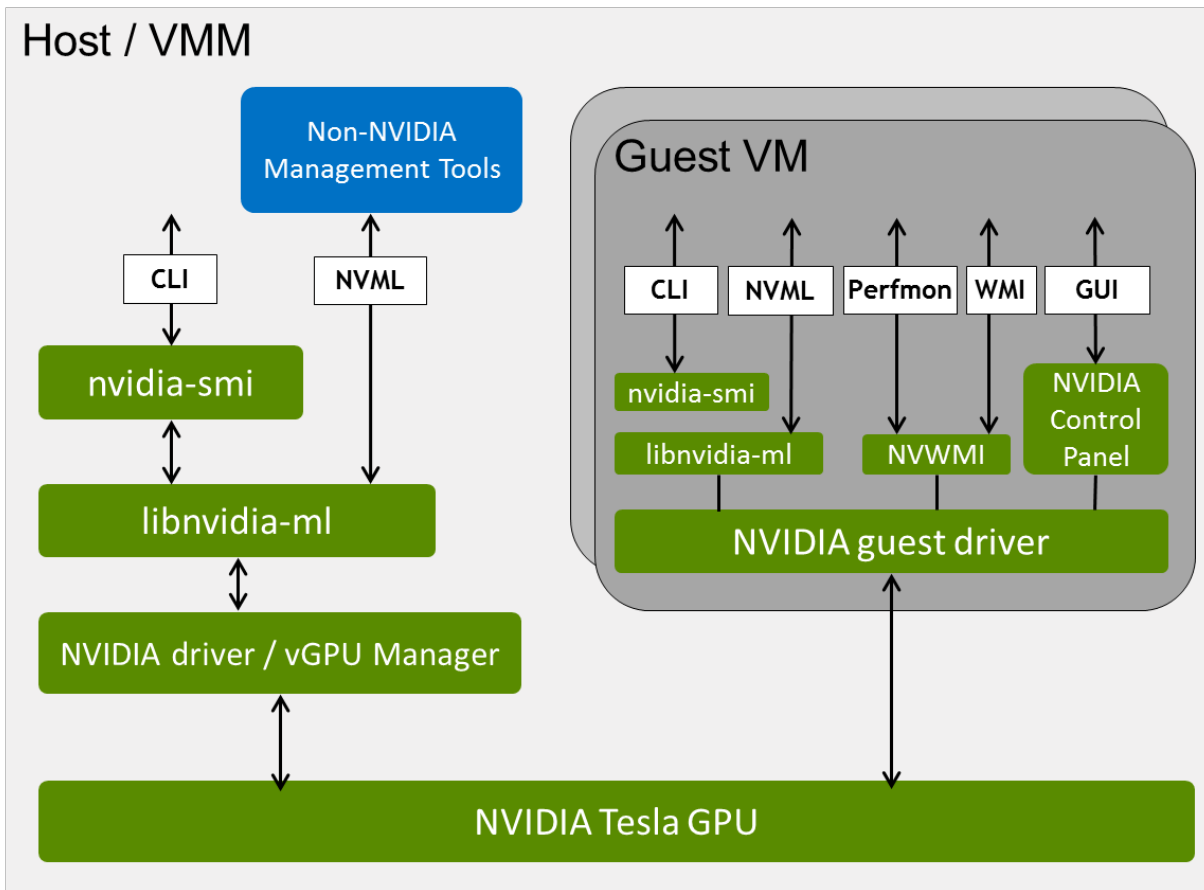 Host / VMM
Non-NVIDIA
Management Tools
CLI
NVML
nvidia-smi
libnvidia-ml
NVIDIA driver / vGPU Manager
Guest VM
CLI
NVML
Perfmon
WMI
GUI
nvidia-smi
libnvidia-ml
NVWMI
NVIDIA
Control
Panel
NVIDIA guest driver
NVIDIA Tesla GPU